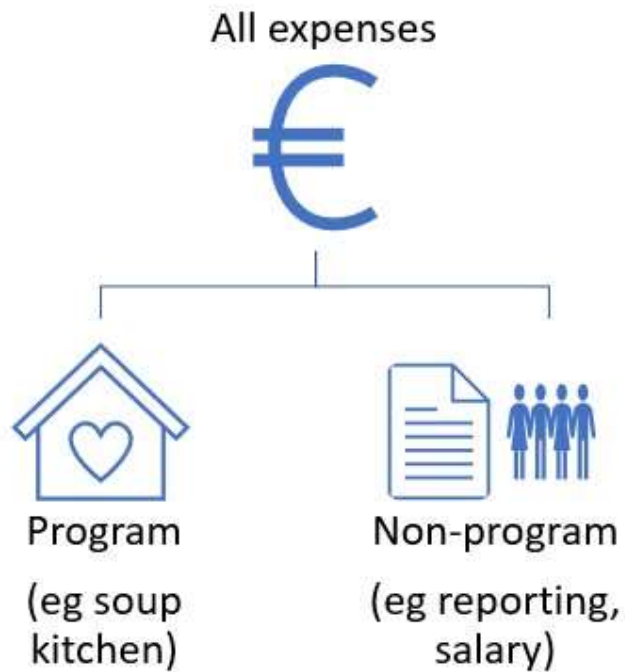 All expenses
€
Program
(eg soup
kitchen)
Non-program
(eg reporting,
salary)